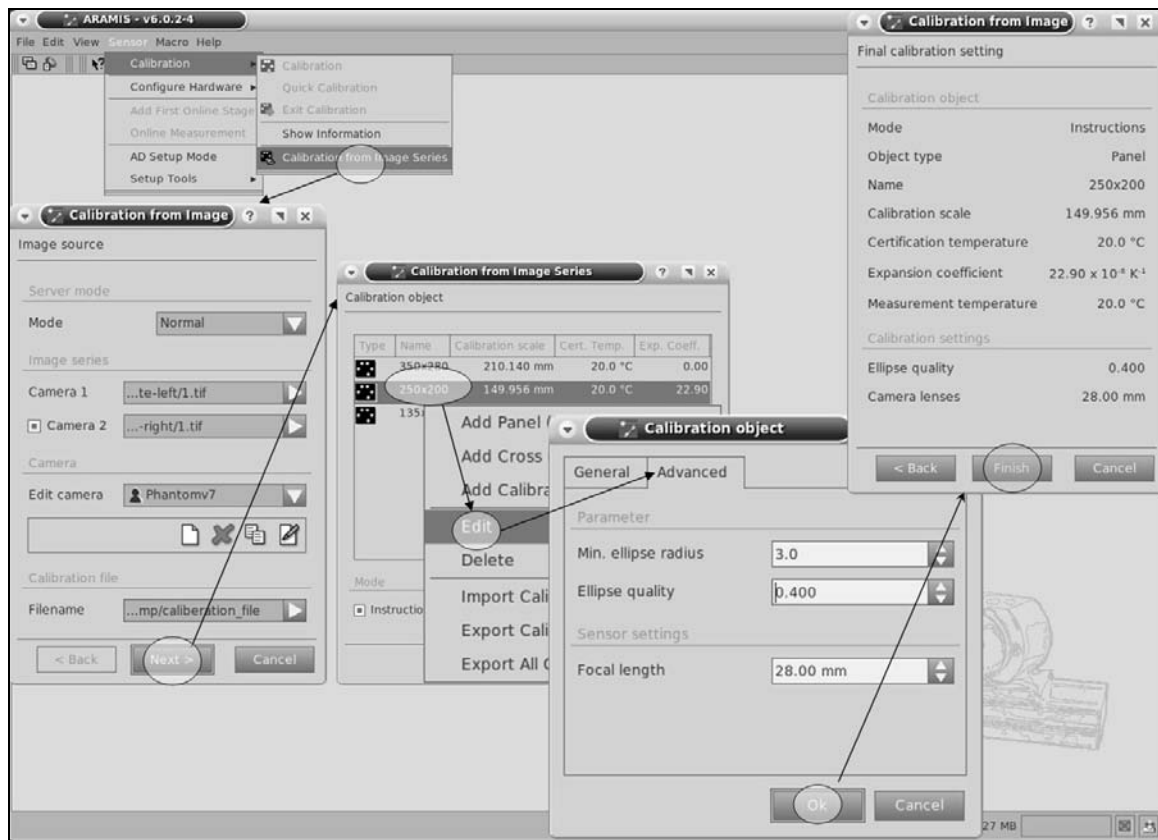 ARAMIS - v6.0.2-4
File Edit View Sensor Macro Help
Calibration
Configure Hardware
Add First Online Stage
Online Measurement
AD Setup Mode
Setup Tools
Calibration
Quick Calibration
Exit Calibration
Show Information
Calibration from Image Series
Calibration from Image
Image source
Server mode
Mode Normal
Image series
Camera 1 ...te-left/1.tif
Camera 2 ...-right/1.tif
Camera
Edit camera Phantomv7
Calibration file
Filename ...mp/caliberation_file
< Back Next > Cancel
Calibration from Image Series
Calibration object
Type Name Calibration scale Cert. Temp. Exp. Coeff.
350x280 210.140 mm 20.0 °C 0.00
250x200 149.956 mm 20.0 °C 22.90
135
Mode
Instructio
Add Panel
Add Cross
Add Calibra
Edit
Delete
Import Cali
Export Cali
Export All
Calibration object
General Advanced
Parameter
Min. ellipse radius 3.0
Ellipse quality 0.400
Sensor settings
Focal length 28.00 mm
Ok Cancel
Calibration from Image
Final calibration setting
Calibration object
Mode Instructions
Object type Panel
Name 250x200
Calibration scale 149.956 mm
Certification temperature 20.0 °C
Expansion coefficient 22.90 x 10⁻⁶ K⁻¹
Measurement temperature 20.0 °C
Calibration settings
Ellipse quality 0.400
Camera lenses 28.00 mm
< Back Finish Cancel
27 MB